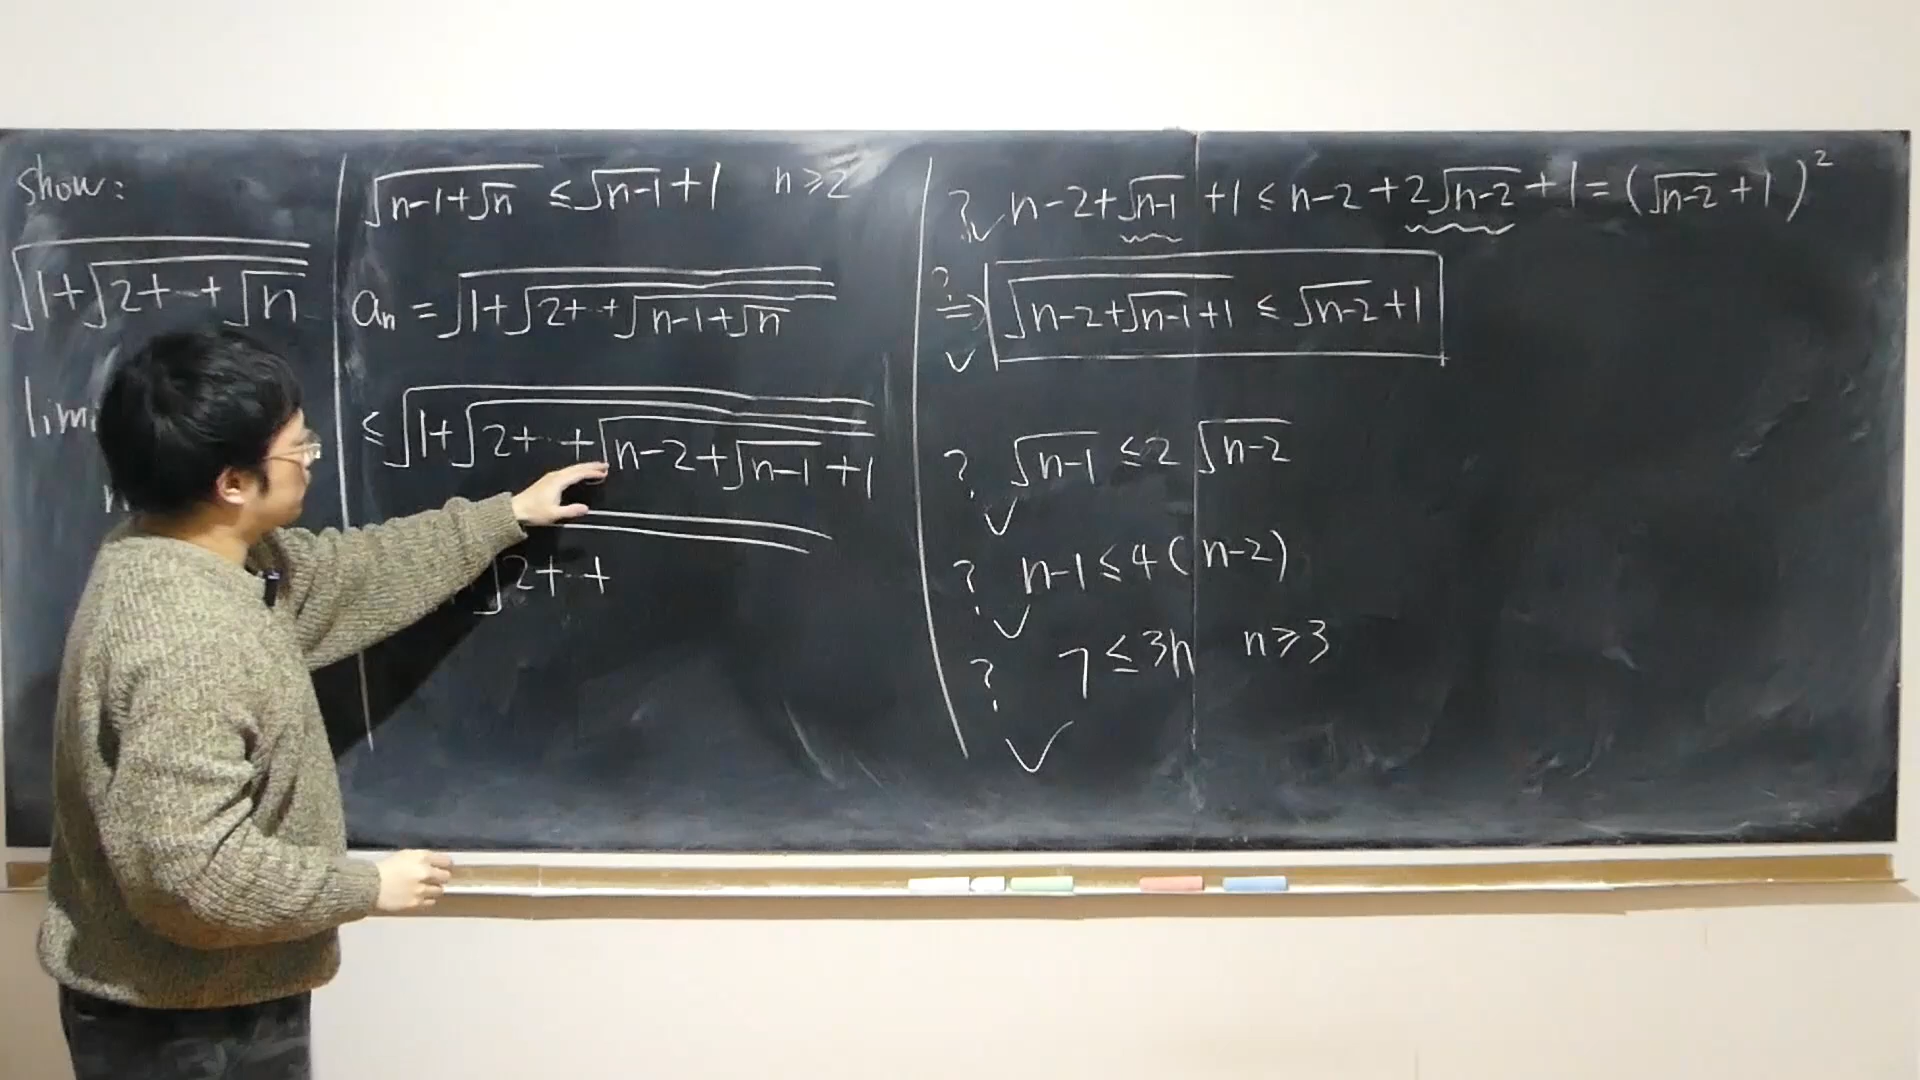 show:
√(1+√(2+⋯+√n))
lim
n
√(n-1+√n) ≤ √(n-1)+1 n≥2
aₙ = √(1+√(2+⋯+√(n-1+√n)))
≤ √(1+√(2+⋯+√(n-2+√(n-1)+1)))
√2+⋯+
? ✓ n-2+√(n-1)+1 ≤ n-2+2√(n-2)+1 = (√(n-2)+1)²
? ⇒ ✓ √(n-2+√(n-1)+1) ≤ √(n-2)+1
? √(n-1) ≤ 2√(n-2)
✓
? n-1 ≤ 4(n-2)
✓
? 7 ≤ 3n n≥3
✓